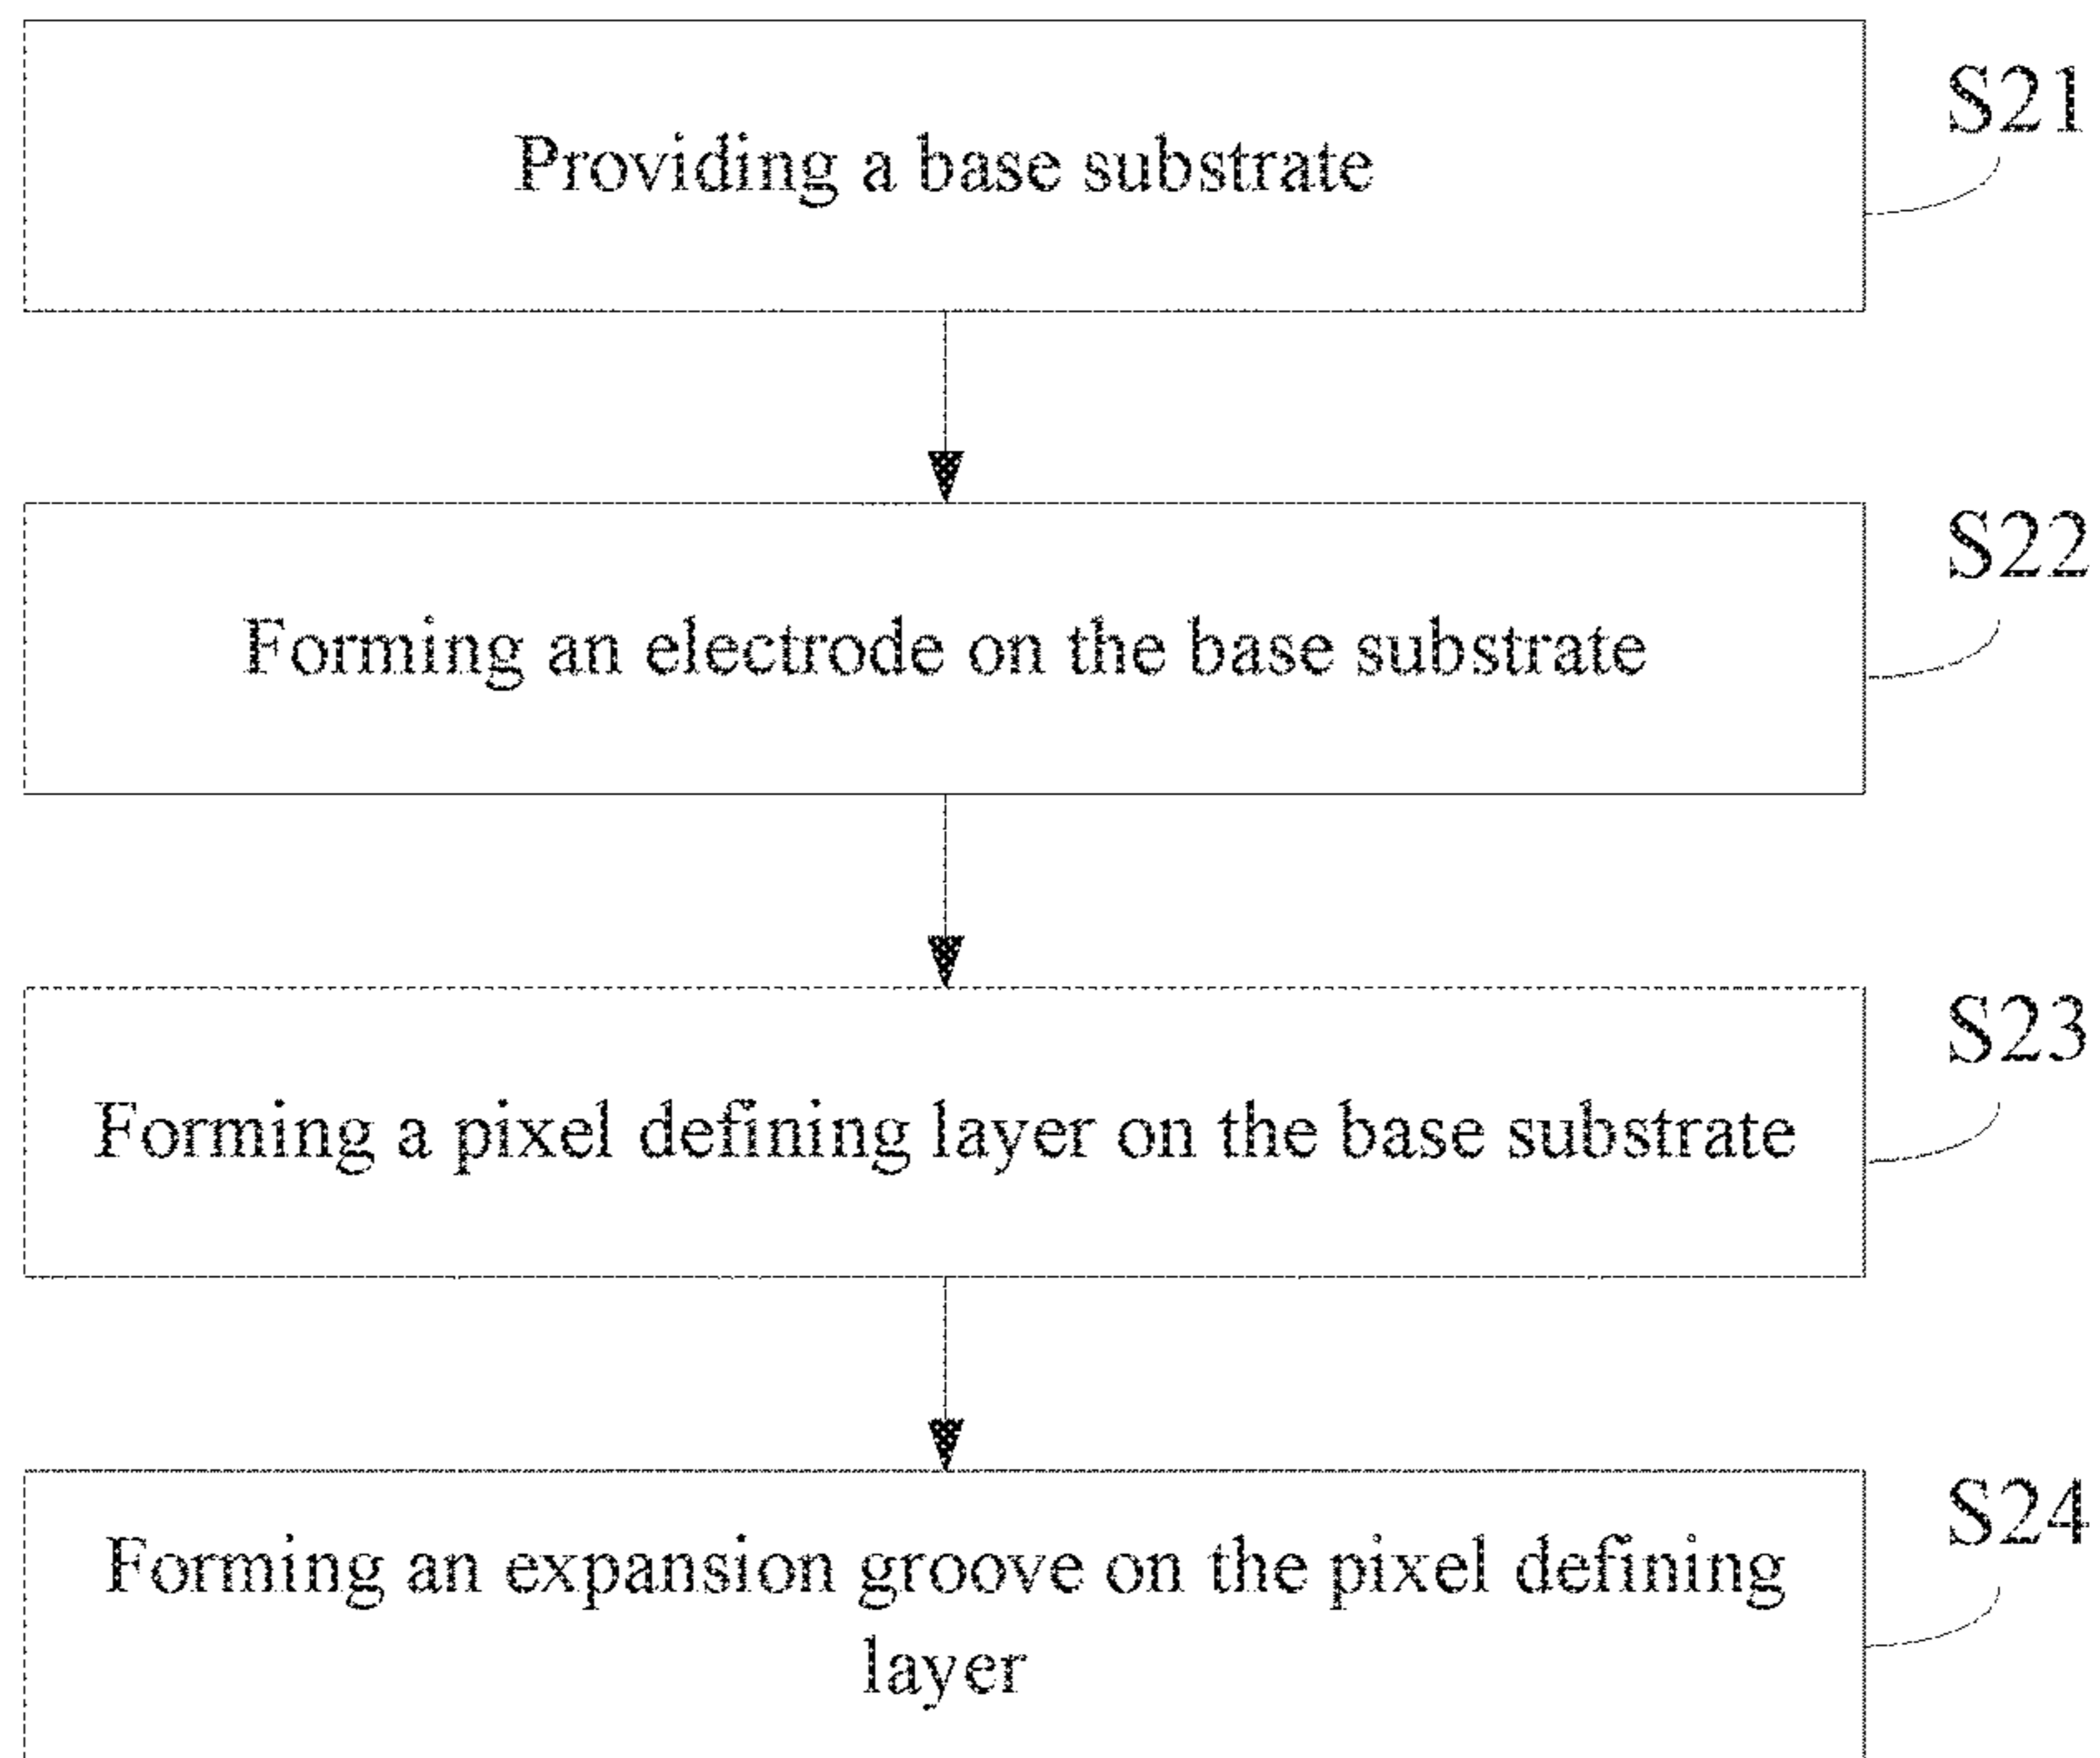 Providing a base substrate
S21
Forming an electrode on the base substrate
S22
Forming a pixel defining layer on the base substrate
S23
Forming an expansion groove on the pixel defining
layer
S24